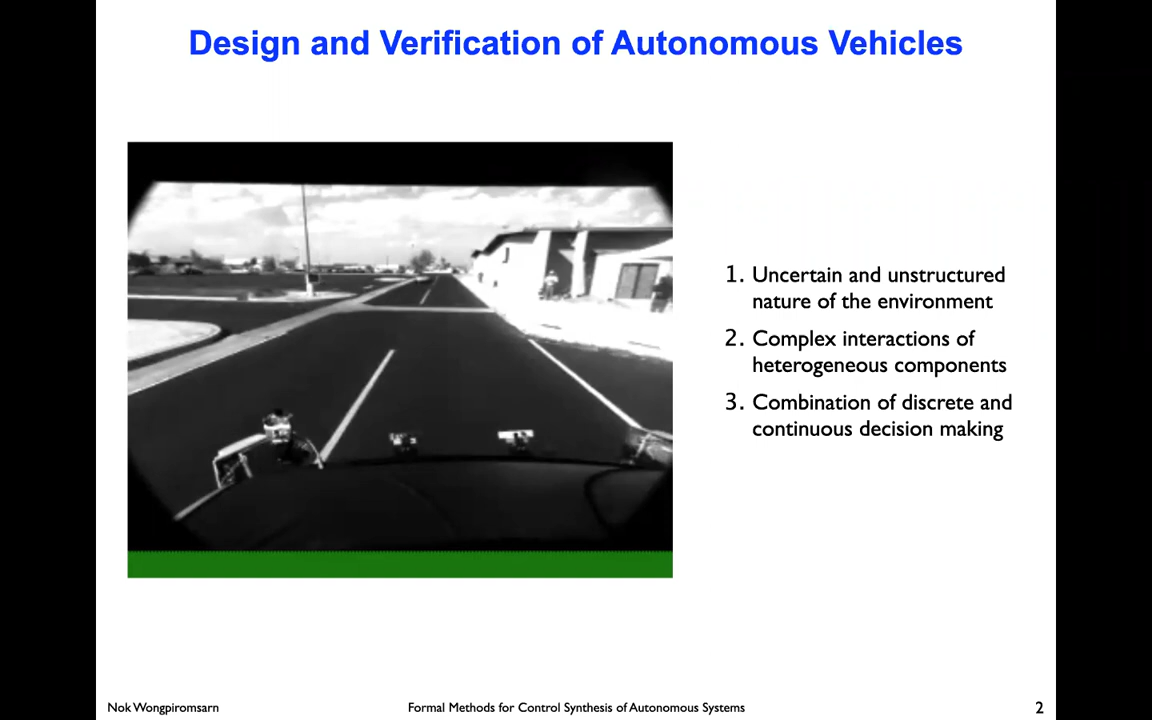 Design and Verification of Autonomous Vehicles
1. Uncertain and unstructured
nature of the environment
2. Complex interactions of
heterogeneous components
3. Combination of discrete and
continuous decision making
Nok Wongpiromsarn
Formal Methods for Control Synthesis of Autonomous Systems
2